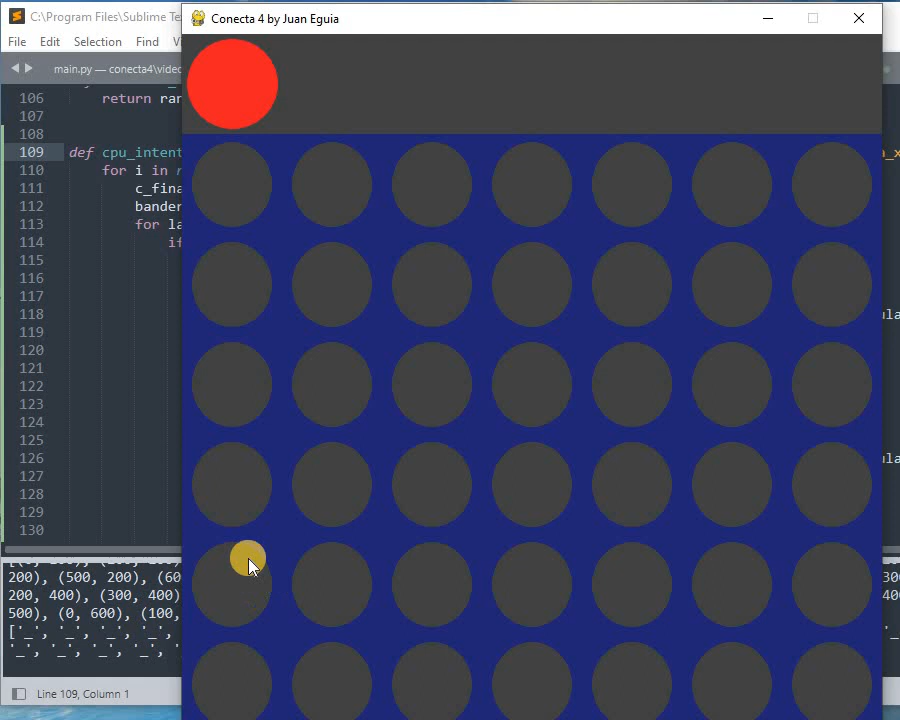 C:\Program Files\Sublime Te
Conecta 4 by Juan Eguia
File Edit Selection Find V
main.py — conecta4\video
106 return ran
107
108
109 def cpu_intent
110 for i in
111 c_fina
112 bander
113 for la
114 if
115
116
117
118 ula
119
120
121
122
123
124
125
126 ula
127
128
129
130
200), (500, 200), (60
200, 400), (300, 400)
500), (0, 600), (100,
['_', '_', '_', '_',
'_', '_', '_', '_',
Line 109, Column 1